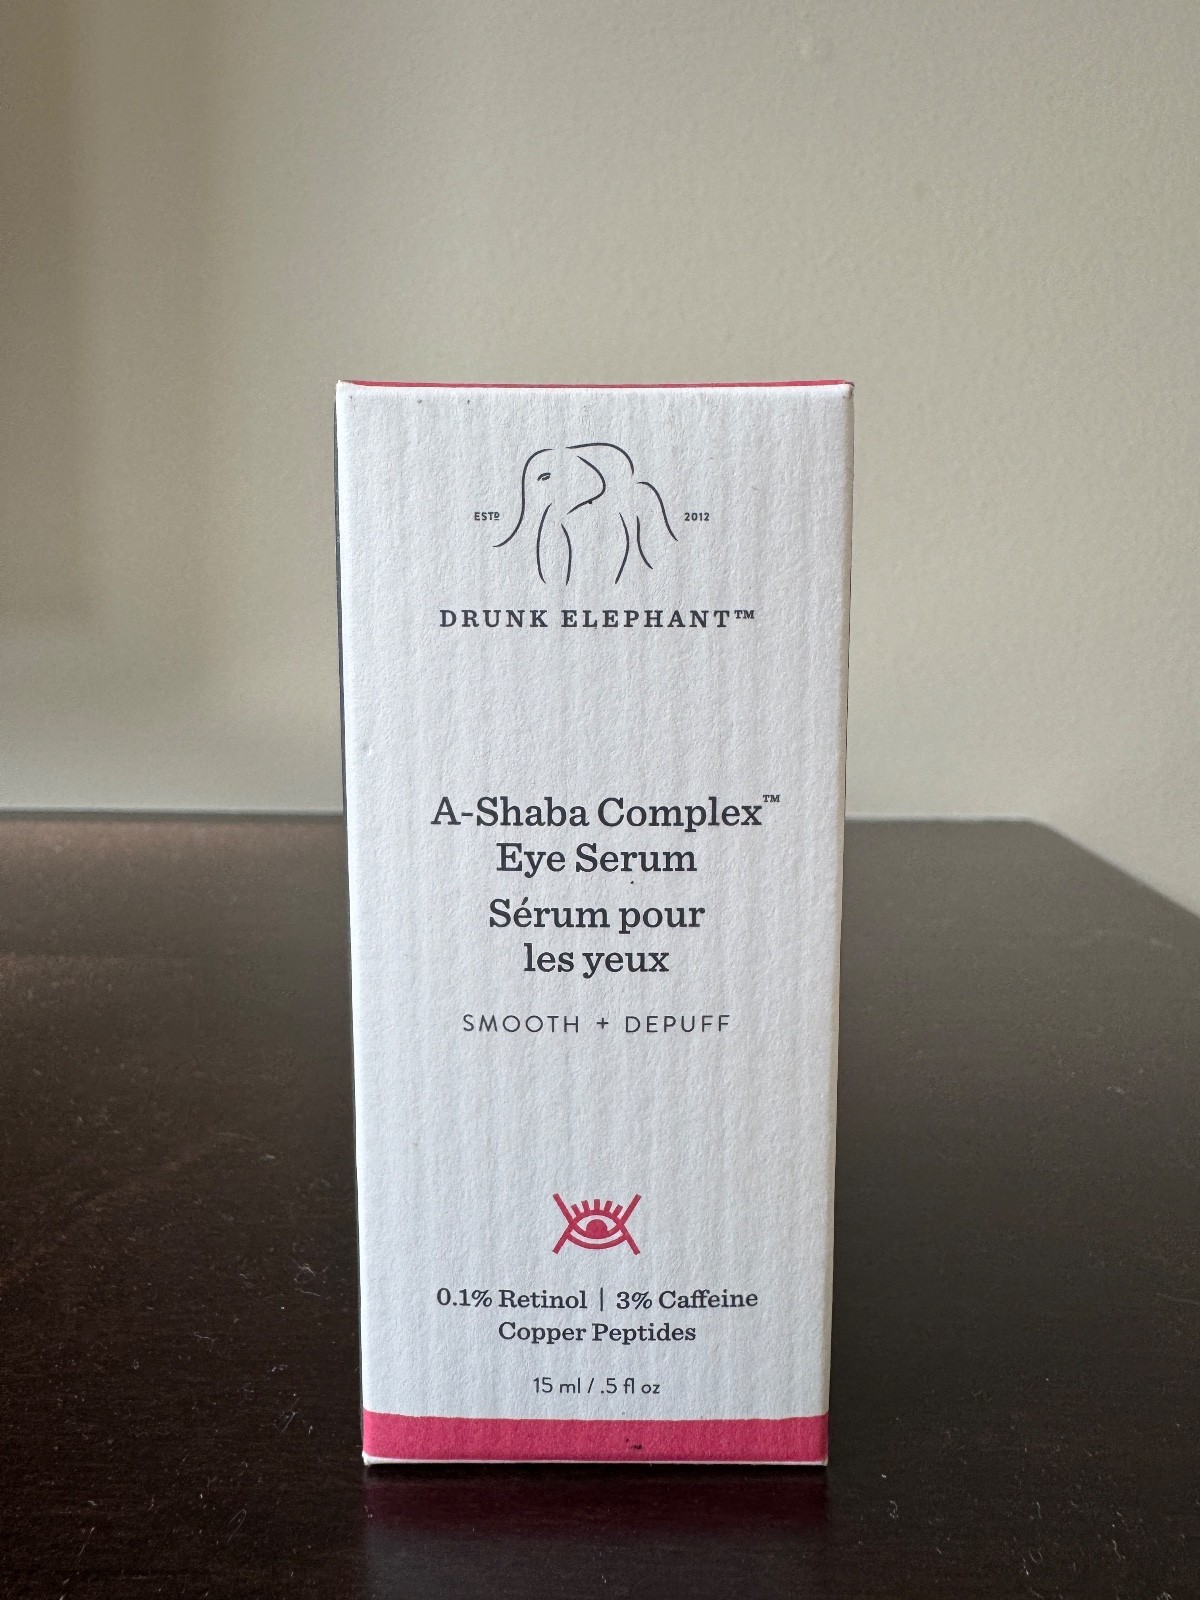 ESTD 2012
DRUNK ELEPHANT™
A-Shaba Complex™
Eye Serum
Sérum pour
les yeux
SMOOTH + DEPUFF
0.1% Retinol | 3% Caffeine
Copper Peptides
15 ml / .5 fl oz